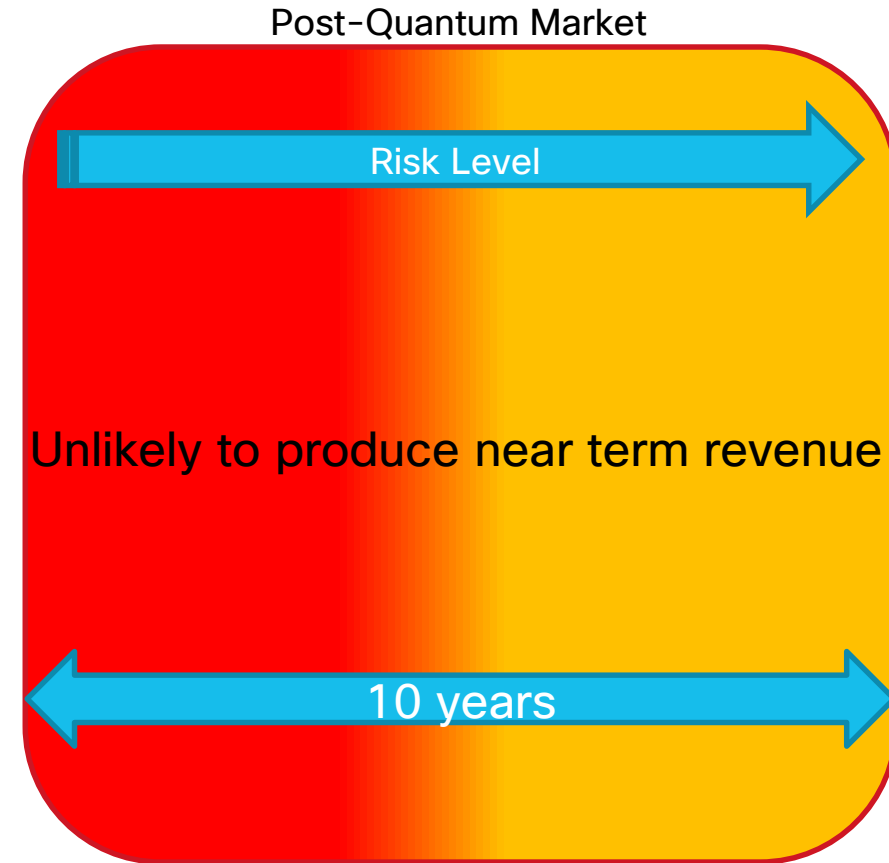 Post-Quantum Market
Risk Level
Unlikely to produce near term revenue
10 years